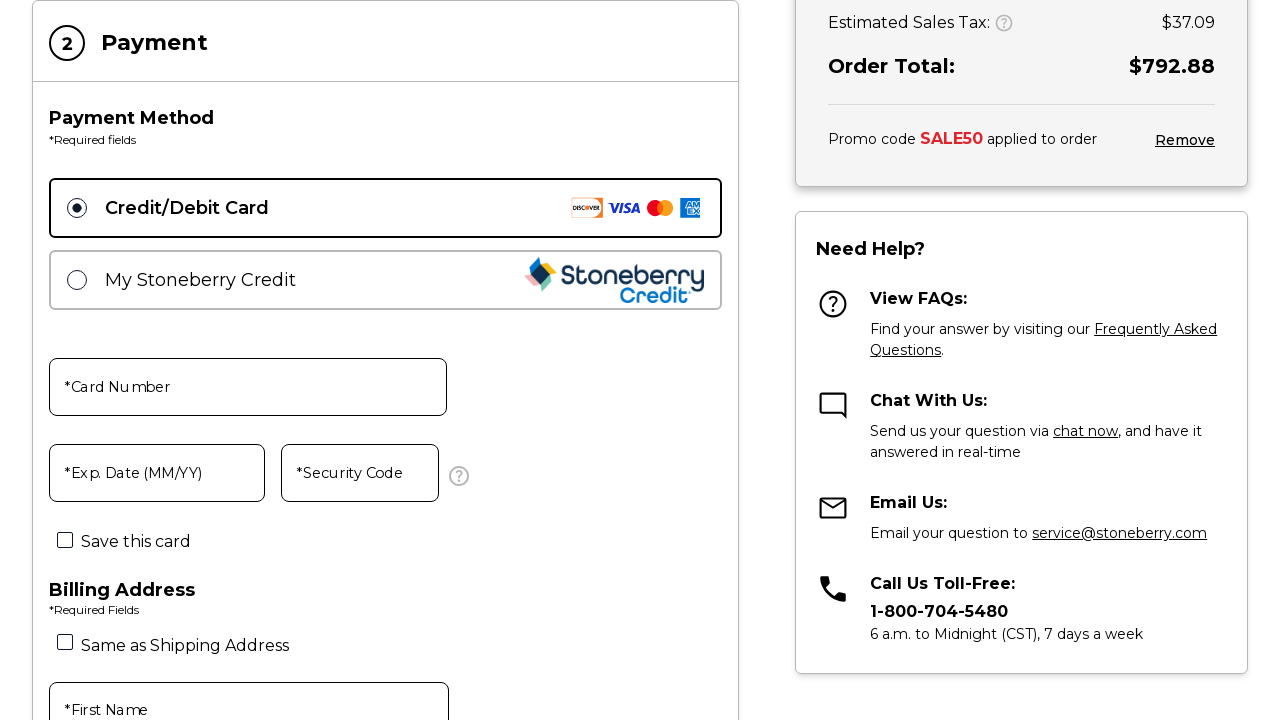 2 Payment
Payment Method
*Required fields
Credit/Debit Card DISCOVER VISA AM EX
My Stoneberry Credit Stoneberry Credit
*Card Number
*Exp. Date (MM/YY) *Security Code ?
Save this card
Billing Address
*Required Fields
Same as Shipping Address
*First Name
Estimated Sales Tax: ? $37.09
Order Total: $792.88
Promo code SALE50 applied to order Remove
Need Help?
View FAQs:
Find your answer by visiting our Frequently Asked
Questions.
Chat With Us:
Send us your question via chat now, and have it
answered in real-time
Email Us:
Email your question to service@stoneberry.com
Call Us Toll-Free:
1-800-704-5480
6 a.m. to Midnight (CST), 7 days a week